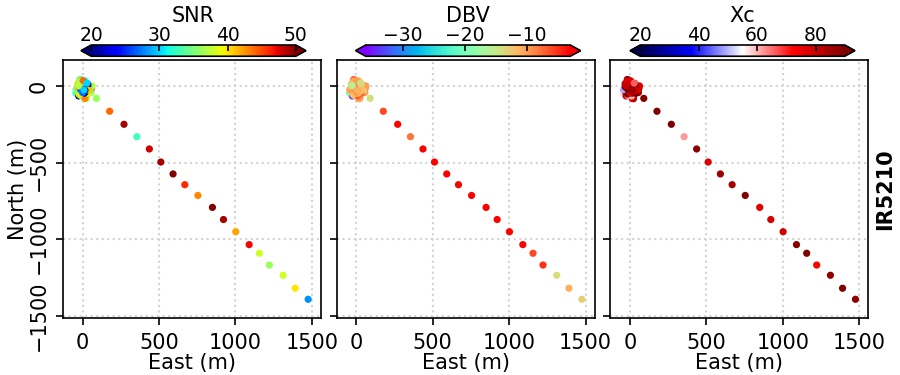 SNR DBV Xc
20 30 40 50 −30 −20 −10 20 40 60 80
0
−500
−1000
−1500
North (m)
IR5210
0 500 1000 1500 0 500 1000 1500 0 500 1000 1500
East (m) East (m) East (m)